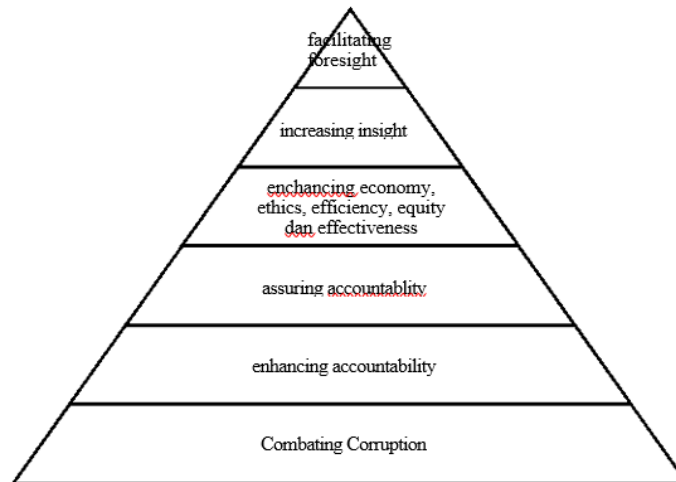 facilitating
foresight
increasing insight
enchancing economy,
ethics, efficiency, equity
dan effectiveness
assuring accountablity
enhancing accountability
Combating Corruption